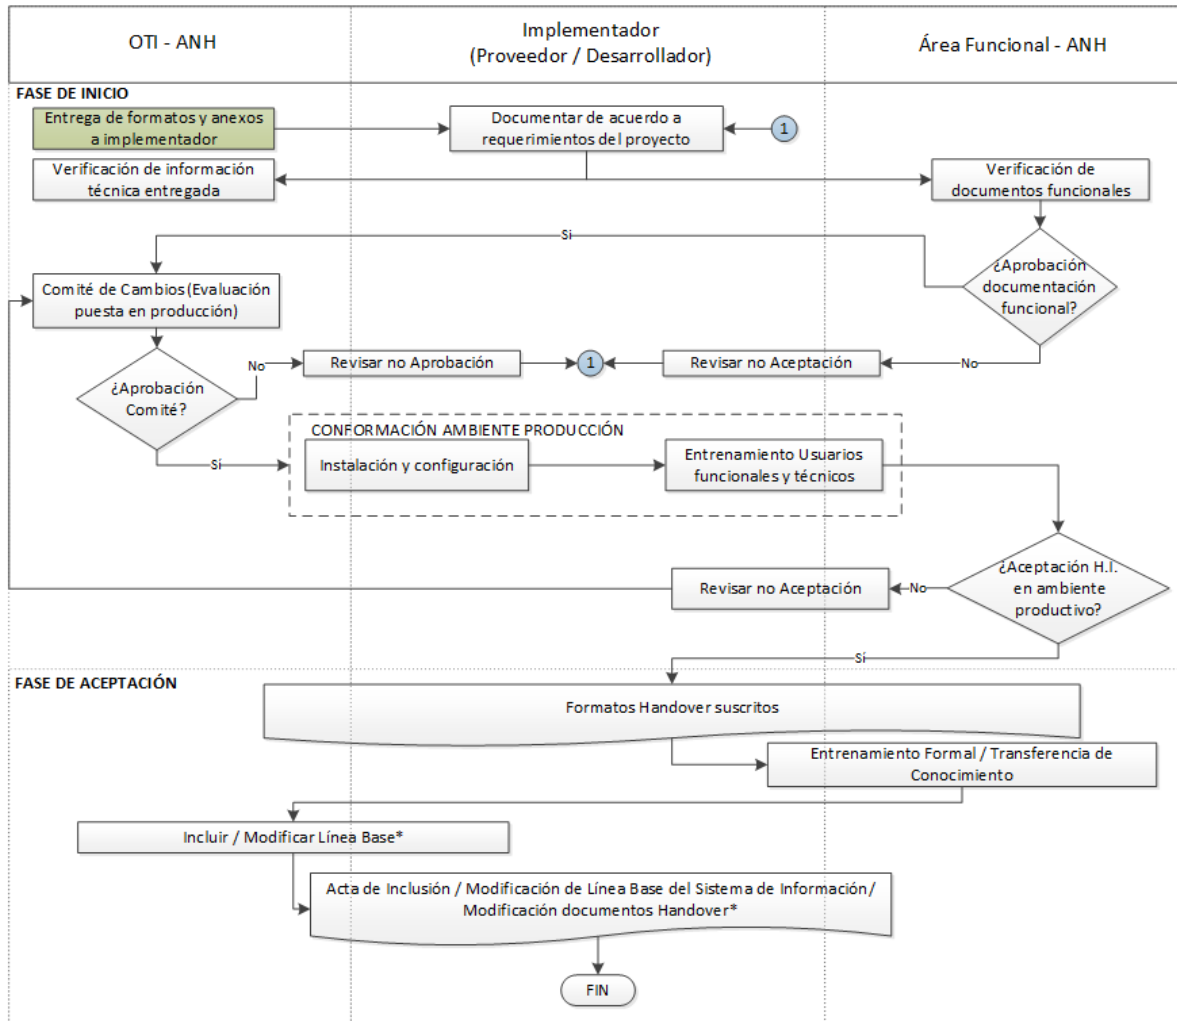 OTI - ANH
Implementador
(Proveedor / Desarrollador)
Área Funcional - ANH
FASE DE INICIO
Entrega de formatos y anexos
a implementador
Documentar de acuerdo a
requerimientos del proyecto
1
Verificación de información
técnica entregada
Verificación de
documentos funcionales
Sí
¿Aprobación
documentación
funcional?
Comité de Cambios (Evaluación
puesta en producción)
No
Revisar no Aprobación
1
Revisar no Aceptación
No
¿Aprobación
Comité?
CONFORMACIÓN AMBIENTE PRODUCCIÓN
Sí
Instalación y configuración
Entrenamiento Usuarios
funcionales y técnicos
¿Aceptación H.I.
en ambiente
productivo?
No
Revisar no Aceptación
Sí
FASE DE ACEPTACIÓN
Formatos Handover suscritos
Entrenamiento Formal / Transferencia de
Conocimiento
Incluir / Modificar Línea Base*
Acta de Inclusión / Modificación de Línea Base del Sistema de Información/
Modificación documentos Handover*
FIN